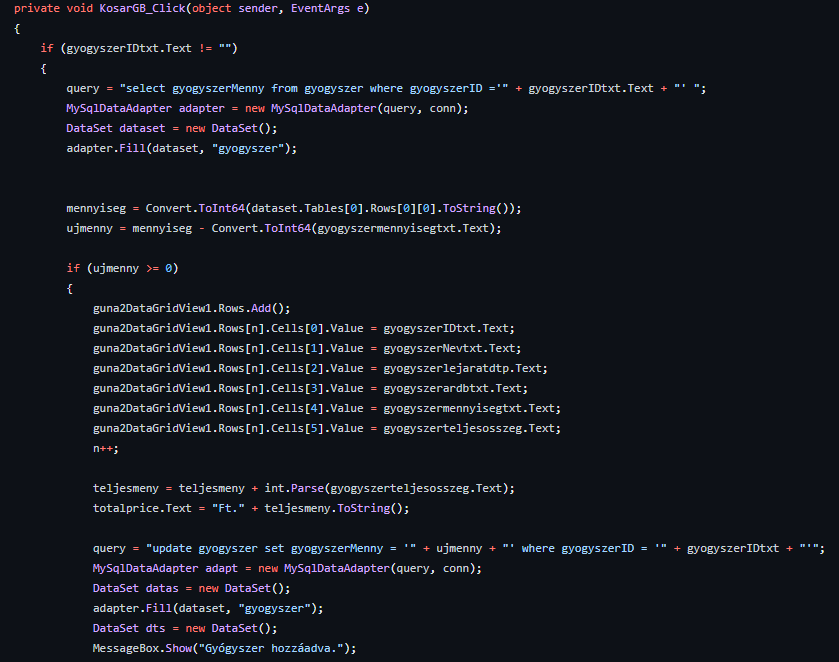 private void KosarGB_Click(object sender, EventArgs e)
{
if (gyogyszerIDtxt.Text != "")
{
query = "select gyogyszerMenny from gyogyszer where gyogyszerID ='" + gyogyszerIDtxt.Text + "' ";
MySqlDataAdapter adapter = new MySqlDataAdapter(query, conn);
DataSet dataset = new DataSet();
adapter.Fill(dataset, "gyogyszer");
mennyiseg = Convert.ToInt64(dataset.Tables[0].Rows[0][0].ToString());
ujmenny = mennyiseg - Convert.ToInt64(gyogyszermennyisegtxt.Text);
if (ujmenny >= 0)
{
guna2DataGridView1.Rows.Add();
guna2DataGridView1.Rows[n].Cells[0].Value = gyogyszerIDtxt.Text;
guna2DataGridView1.Rows[n].Cells[1].Value = gyogyszerNevtxt.Text;
guna2DataGridView1.Rows[n].Cells[2].Value = gyogyszerlejaratdtp.Text;
guna2DataGridView1.Rows[n].Cells[3].Value = gyogyszerardbtxt.Text;
guna2DataGridView1.Rows[n].Cells[4].Value = gyogyszermennyisegtxt.Text;
guna2DataGridView1.Rows[n].Cells[5].Value = gyogyszerteljesosszeg.Text;
n++;
teljesmeny = teljesmeny + int.Parse(gyogyszerteljesosszeg.Text);
totalprice.Text = "Ft." + teljesmeny.ToString();
query = "update gyogyszer set gyogyszerMenny = '" + ujmenny + "' where gyogyszerID = '" + gyogyszerIDtxt + "'";
MySqlDataAdapter adapt = new MySqlDataAdapter(query, conn);
DataSet datas = new DataSet();
adapter.Fill(dataset, "gyogyszer");
DataSet dts = new DataSet();
MessageBox.Show("Gyógyszer hozzáadva.");